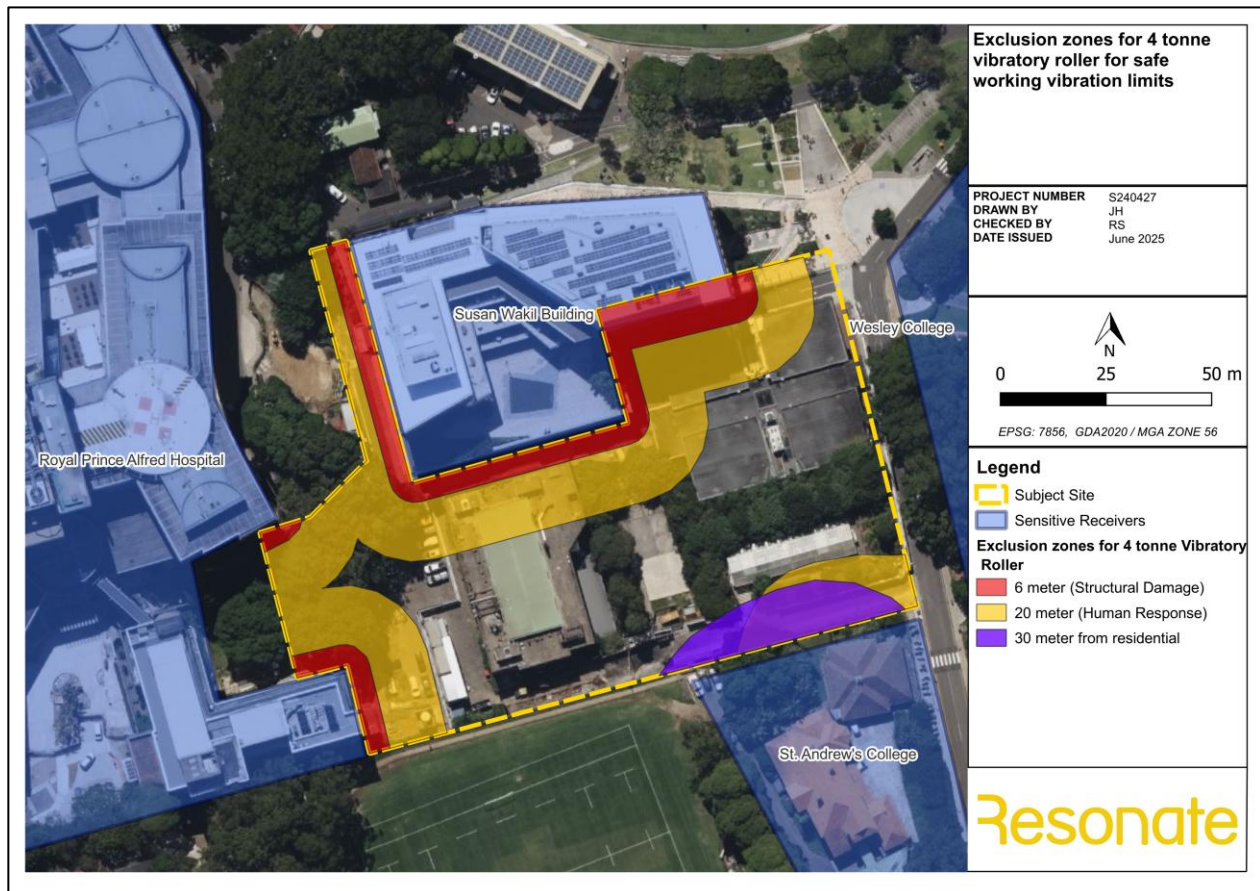 Exclusion zones for 4 tonne
vibratory roller for safe
working vibration limits
PROJECT NUMBER S240427
DRAWN BY JH
CHECKED BY RS
DATE ISSUED June 2025
N
0 25 50 m
EPSG: 7856, GDA2020 / MGA ZONE 56
Legend
Subject Site
Sensitive Receivers
Exclusion zones for 4 tonne Vibratory
Roller
6 meter (Structural Damage)
20 meter (Human Response)
30 meter from residential
Resonate
Susan Wakil Building
Wesley College
Royal Prince Alfred Hospital
St. Andrew's College